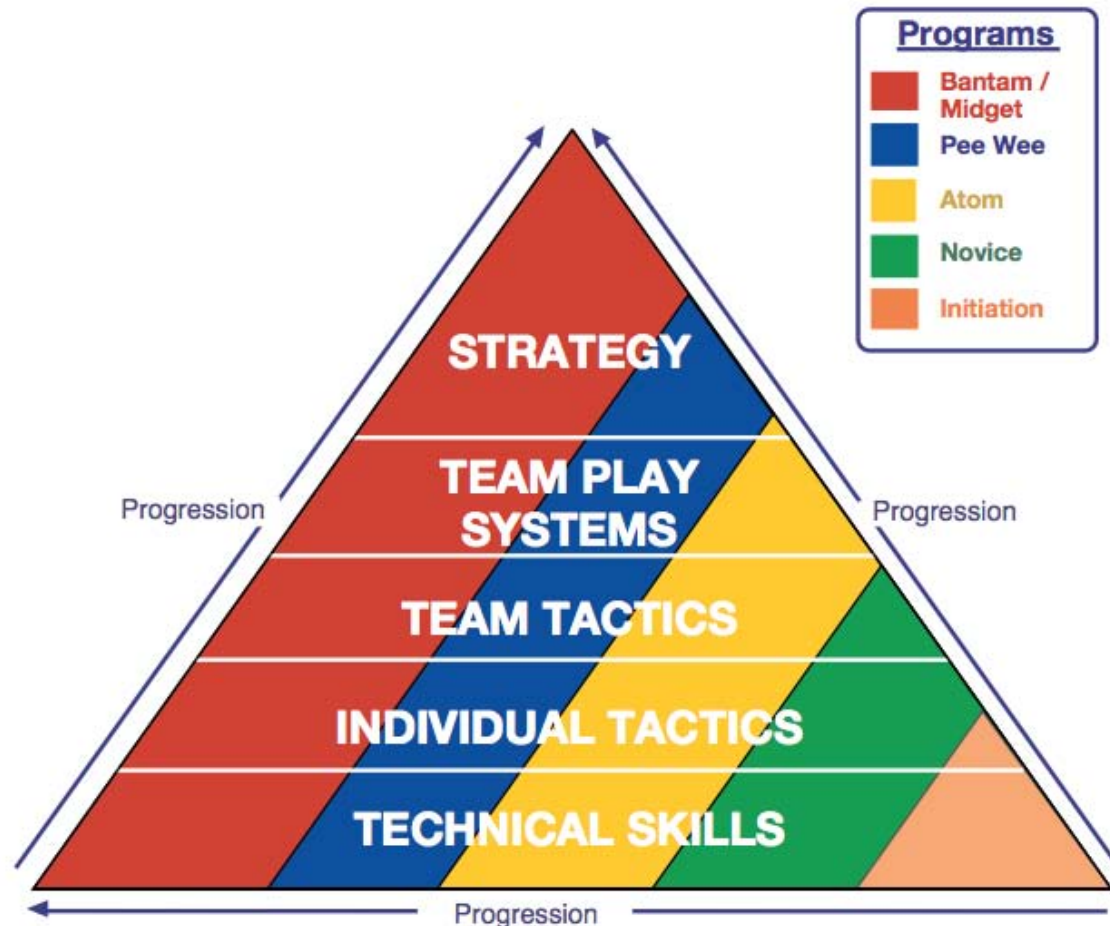 Programs
Bantam /
Midget
Pee Wee
Atom
Novice
Initiation
STRATEGY
TEAM PLAY
SYSTEMS
Progression
Progression
TEAM TACTICS
INDIVIDUAL TACTICS
TECHNICAL SKILLS
Progression